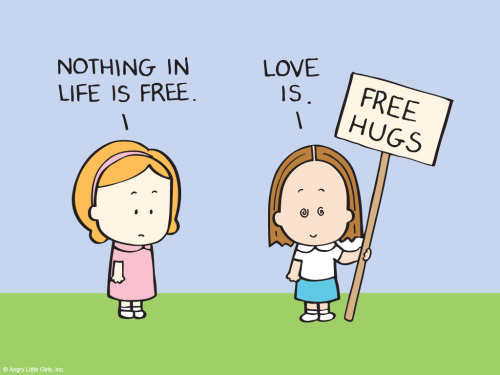 NOTHING IN
LIFE IS FREE.
LOVE
IS.
FREE
HUGS
© Angry Little Girls, Inc.